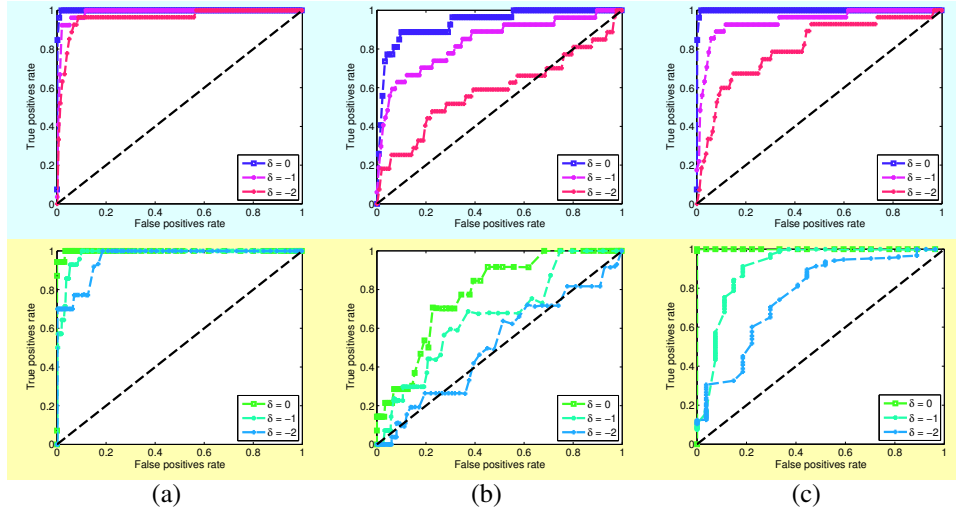 1
0.8
0.6
0.4
0.2
0
0 0.2 0.4 0.6 0.8 1
True positives rate
False positives rate
δ = 0
δ = −1
δ = −2
1
0.8
0.6
0.4
0.2
0
0 0.2 0.4 0.6 0.8 1
True positives rate
False positives rate
δ = 0
δ = −1
δ = −2
1
0.8
0.6
0.4
0.2
0
0 0.2 0.4 0.6 0.8 1
True positives rate
False positives rate
δ = 0
δ = −1
δ = −2
1
0.8
0.6
0.4
0.2
0
0 0.2 0.4 0.6 0.8 1
True positives rate
False positives rate
δ = 0
δ = −1
δ = −2
1
0.8
0.6
0.4
0.2
0
0 0.2 0.4 0.6 0.8 1
True positives rate
False positives rate
δ = 0
δ = −1
δ = −2
1
0.8
0.6
0.4
0.2
0
0 0.2 0.4 0.6 0.8 1
True positives rate
False positives rate
δ = 0
δ = −1
δ = −2
(a) (b) (c)